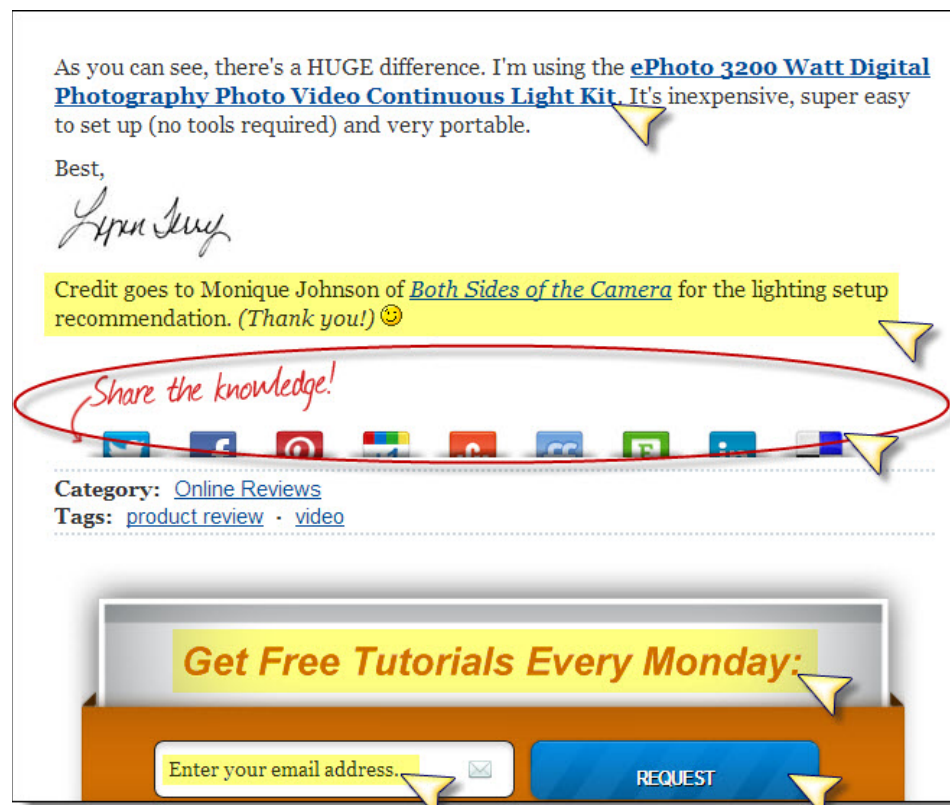 As you can see, there's a HUGE difference. I'm using the ePhoto 3200 Watt Digital
Photography Photo Video Continuous Light Kit. It's inexpensive, super easy
to set up (no tools required) and very portable.
Best,
Lynn Terry
Credit goes to Monique Johnson of Both Sides of the Camera for the lighting setup
recommendation. (Thank you!)
Share the knowledge!
Category: Online Reviews
Tags: product review · video
Get Free Tutorials Every Monday:
Enter your email address...
REQUEST